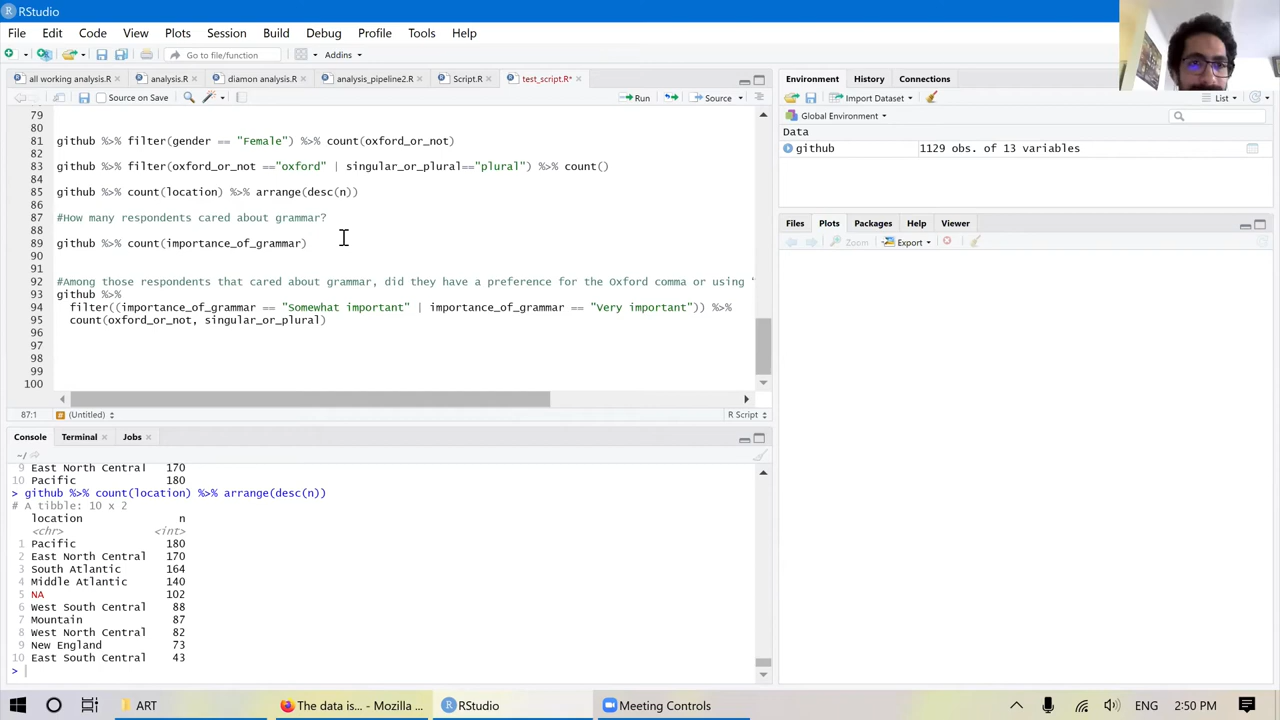 RStudio
File Edit Code View Plots Session Build Debug Profile Tools Help
Go to file/function Addins
all working analysis.R analysis.R diamon analysis.R analysis_pipeline2.R Script.R test_script.R*
Source on Save Run Source
79
80
81 github %>% filter(gender == "Female") %>% count(oxford_or_not)
82
83 github %>% filter(oxford_or_not =="oxford" | singular_or_plural=="plural") %>% count()
84
85 github %>% count(location) %>% arrange(desc(n))
86
87 #How many respondents cared about grammar?
88
89 github %>% count(importance_of_grammar)
90
91
92 #Among those respondents that cared about grammar, did they have a preference for the Oxford comma or using '
93 github %>%
94 filter((importance_of_grammar == "Somewhat important" | importance_of_grammar == "Very important")) %>%
95 count(oxford_or_not, singular_or_plural)
96
97
98
99
100
87:1 (Untitled) R Script
Console Terminal Jobs
~/
9 East North Central 170
10 Pacific 180
> github %>% count(location) %>% arrange(desc(n))
# A tibble: 10 x 2
location n
<chr> <int>
1 Pacific 180
2 East North Central 170
3 South Atlantic 164
4 Middle Atlantic 140
5 NA 102
6 West South Central 88
7 Mountain 87
8 West North Central 82
9 New England 73
10 East South Central 43
>
Environment History Connections
Import Dataset List
Global Environment
Data
github 1129 obs. of 13 variables
Files Plots Packages Help Viewer
Zoom Export
ART The data is... - Mozilla ... RStudio Meeting Controls ENG 2:50 PM